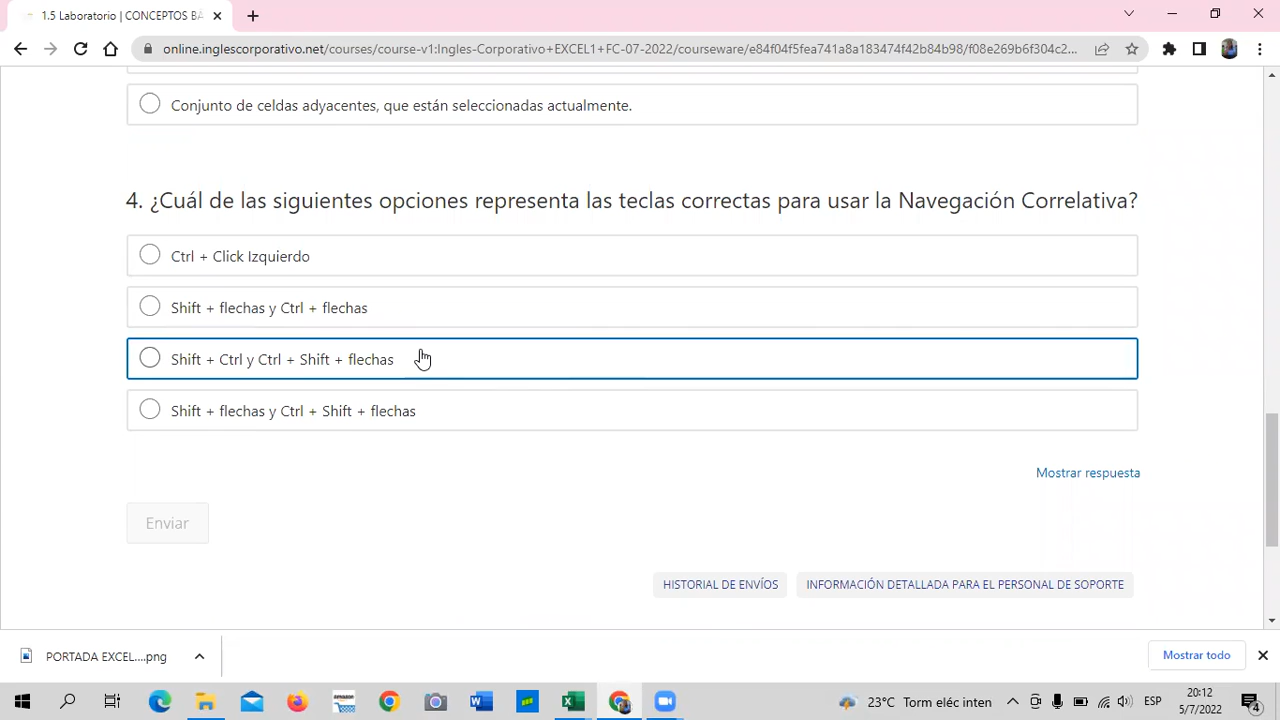 1.5 Laboratorio | CONCEPTOS BÁ
online.inglescorporativo.net/courses/course-v1:Ingles-Corporativo+EXCEL1+FC-07-2022/courseware/e84f04f5fea741a8a183474f42b84b98/f08e269b6f304c2...
Conjunto de celdas adyacentes, que están seleccionadas actualmente.
4. ¿Cuál de las siguientes opciones representa las teclas correctas para usar la Navegación Correlativa?
Ctrl + Click Izquierdo
Shift + flechas y Ctrl + flechas
Shift + Ctrl y Ctrl + Shift + flechas
Shift + flechas y Ctrl + Shift + flechas
Mostrar respuesta
Enviar
HISTORIAL DE ENVÍOS
INFORMACIÓN DETALLADA PARA EL PERSONAL DE SOPORTE
PORTADA EXCEL....png
Mostrar todo
amazon
23°C Torm eléc inten
ESP
20:12
5/7/2022
4